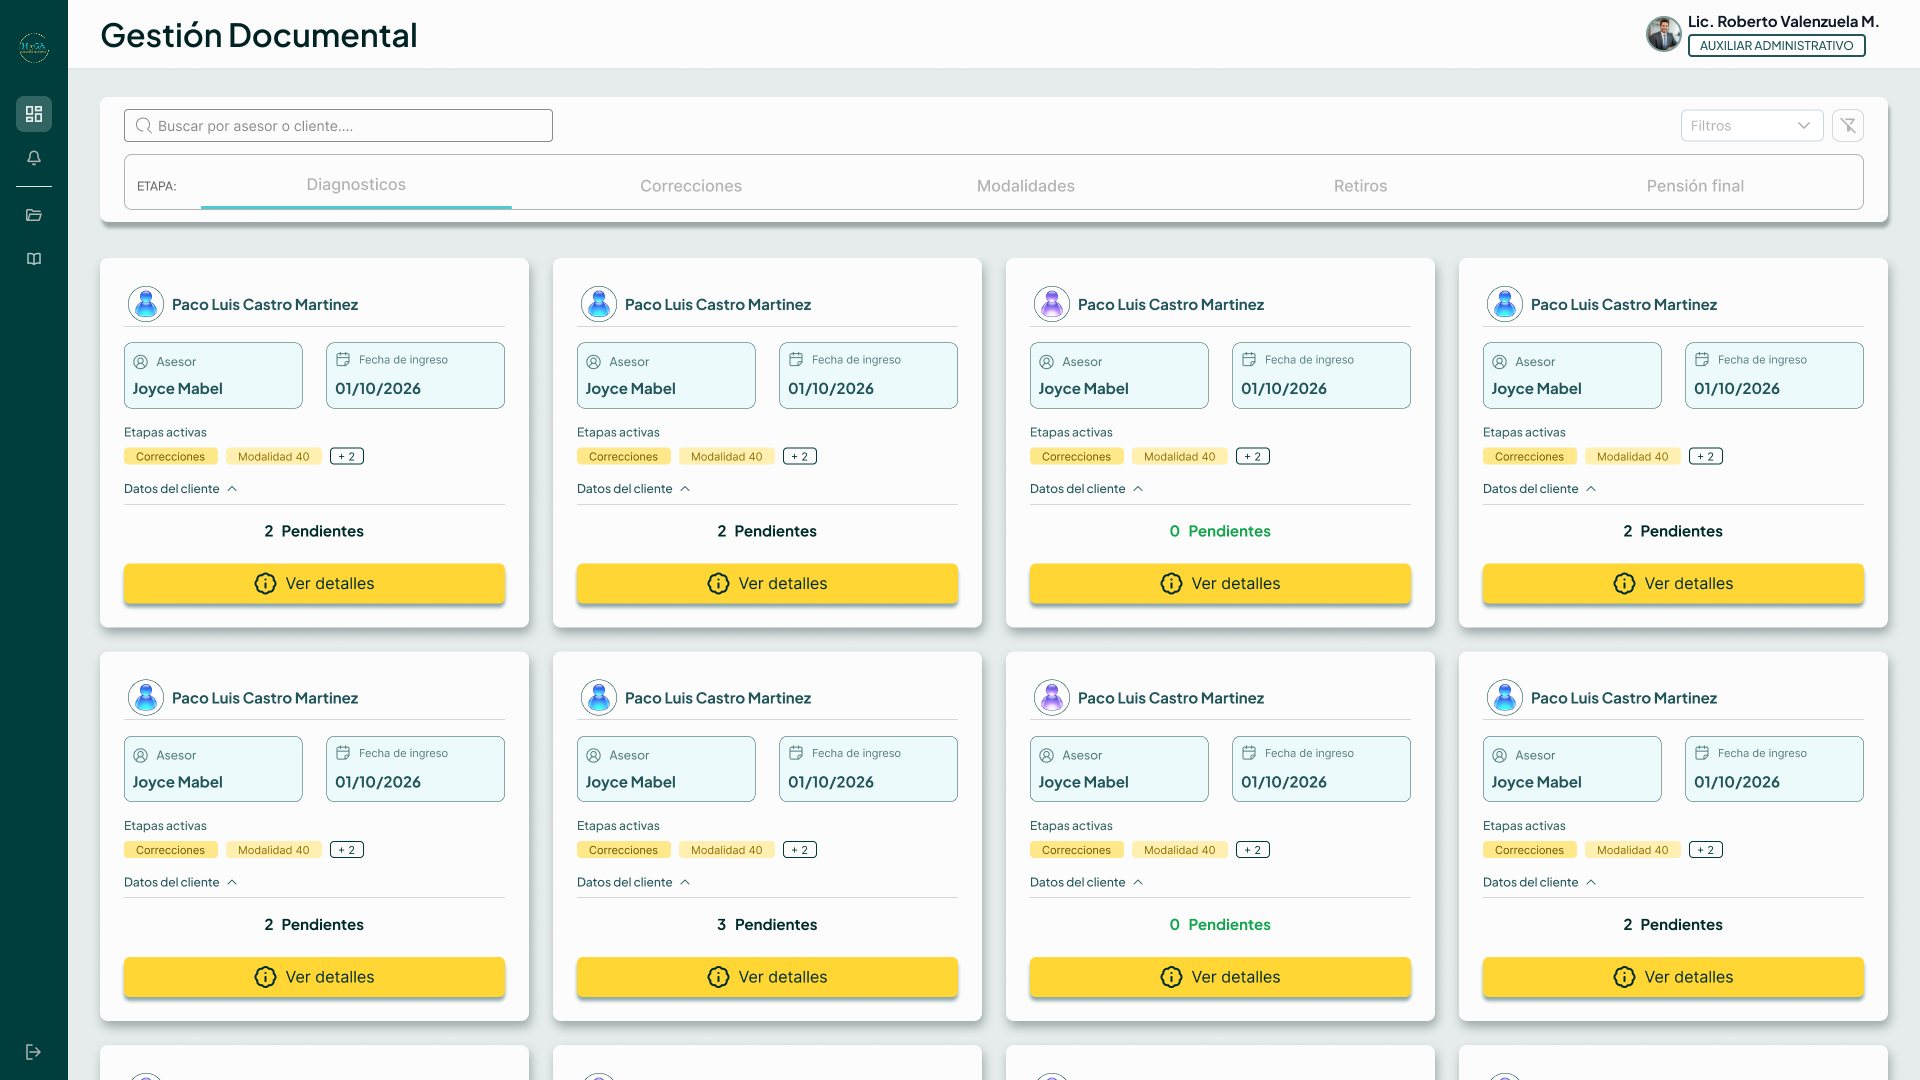 Gestión Documental
Lic. Roberto Valenzuela M.
AUXILIAR ADMINISTRATIVO
Buscar por asesor o cliente....
Filtros
ETAPA: Diagnosticos Correcciones Modalidades Retiros Pensión final
Paco Luis Castro Martinez Paco Luis Castro Martinez Paco Luis Castro Martinez Paco Luis Castro Martinez
Asesor Fecha de ingreso Asesor Fecha de ingreso Asesor Fecha de ingreso Asesor Fecha de ingreso
Joyce Mabel 01/10/2026 Joyce Mabel 01/10/2026 Joyce Mabel 01/10/2026 Joyce Mabel 01/10/2026
Etapas activas Etapas activas Etapas activas Etapas activas
Correcciones Modalidad 40 + 2 Correcciones Modalidad 40 + 2 Correcciones Modalidad 40 + 2 Correcciones Modalidad 40 + 2
Datos del cliente Datos del cliente Datos del cliente Datos del cliente
2 Pendientes 2 Pendientes 0 Pendientes 2 Pendientes
Ver detalles Ver detalles Ver detalles Ver detalles
Paco Luis Castro Martinez Paco Luis Castro Martinez Paco Luis Castro Martinez Paco Luis Castro Martinez
Asesor Fecha de ingreso Asesor Fecha de ingreso Asesor Fecha de ingreso Asesor Fecha de ingreso
Joyce Mabel 01/10/2026 Joyce Mabel 01/10/2026 Joyce Mabel 01/10/2026 Joyce Mabel 01/10/2026
Etapas activas Etapas activas Etapas activas Etapas activas
Correcciones Modalidad 40 + 2 Correcciones Modalidad 40 + 2 Correcciones Modalidad 40 + 2 Correcciones Modalidad 40 + 2
Datos del cliente Datos del cliente Datos del cliente Datos del cliente
2 Pendientes 3 Pendientes 0 Pendientes 2 Pendientes
Ver detalles Ver detalles Ver detalles Ver detalles